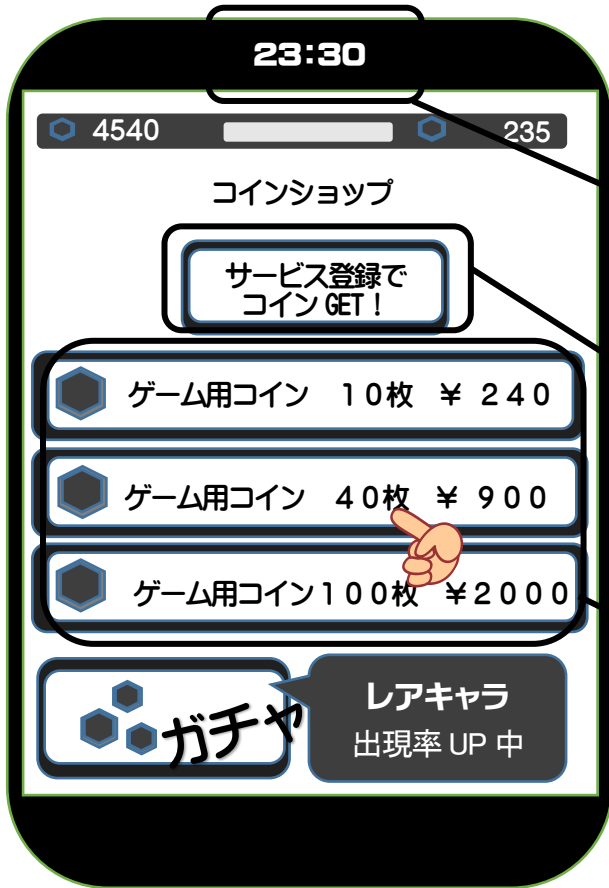 23:30
4540 235
コインショップ
サービス登録で
コイン GET！
ゲーム用コイン　１０枚　￥ ２４０
ゲーム用コイン　４０枚　￥ ９００
ゲーム用コイン１００枚　￥２０００
ガチャ
レアキャラ
出現率 UP 中